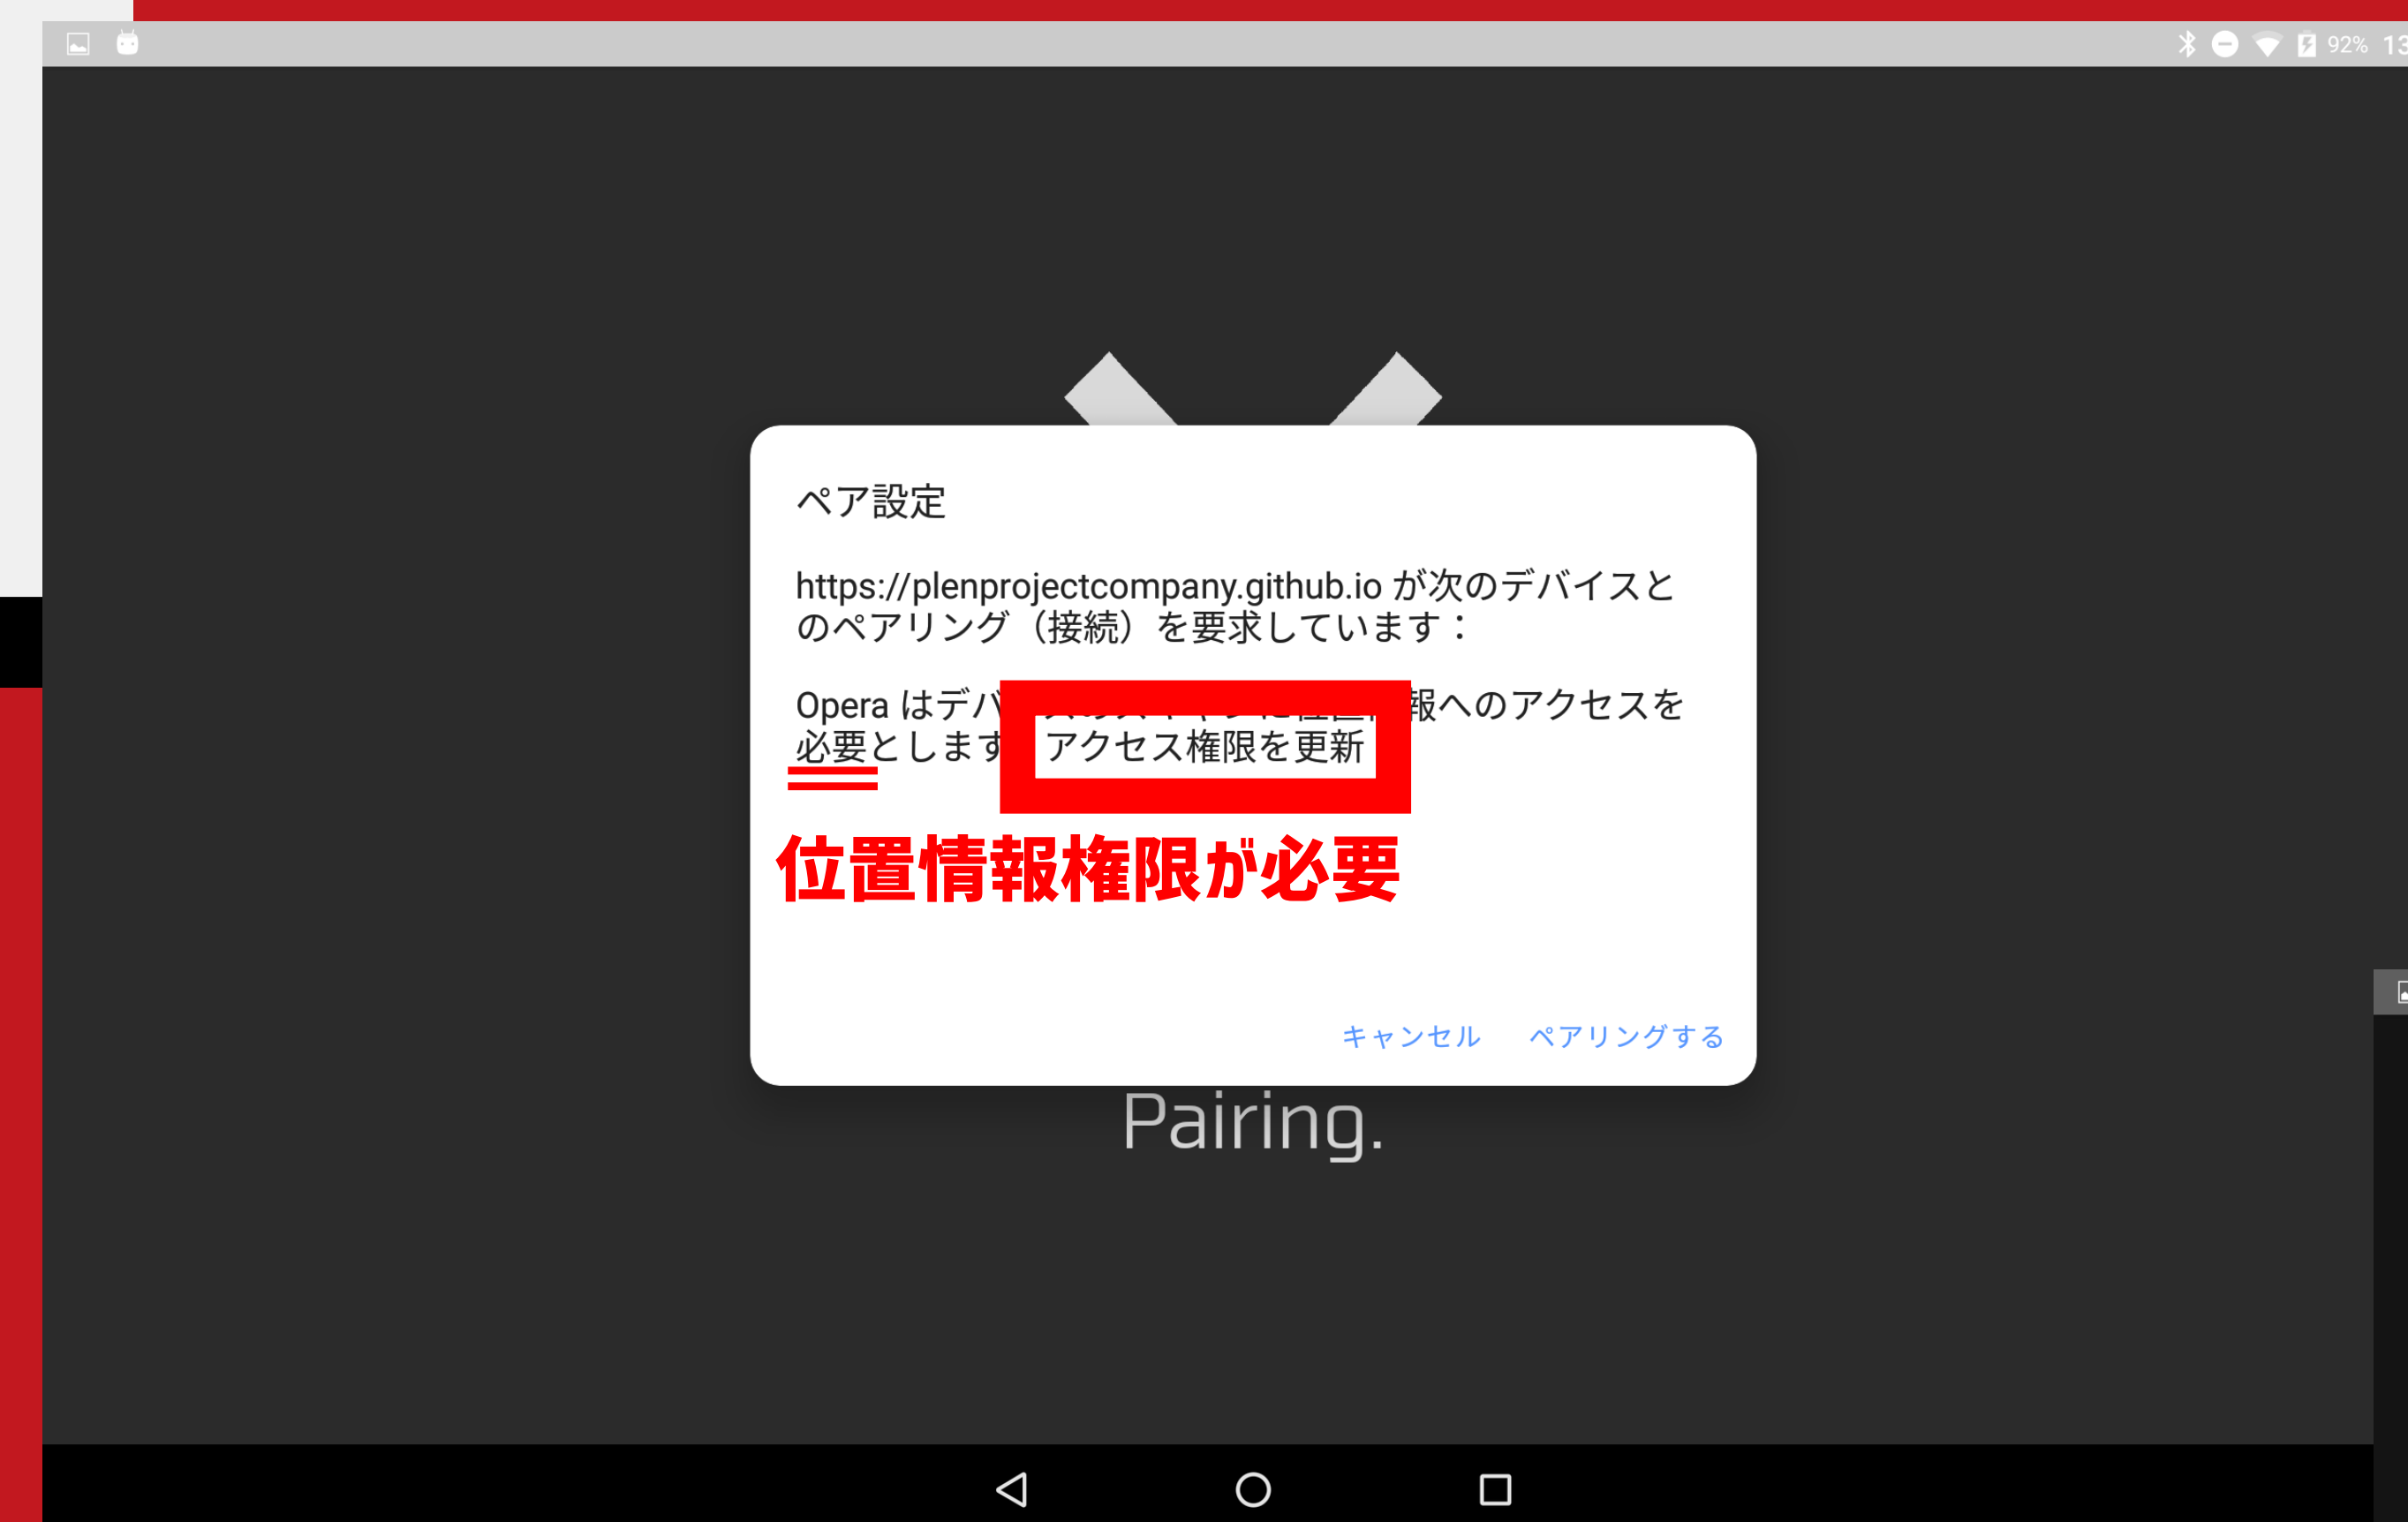 92%
ペア設定
https://plenprojectcompany.github.io が次のデバイスと
のペアリング（接続）を要求しています：
Opera はデバ 報へのアクセスを
必要とします アクセス権限を更新
位置情報権限が必要
キャンセル ペアリングする
Pairing.